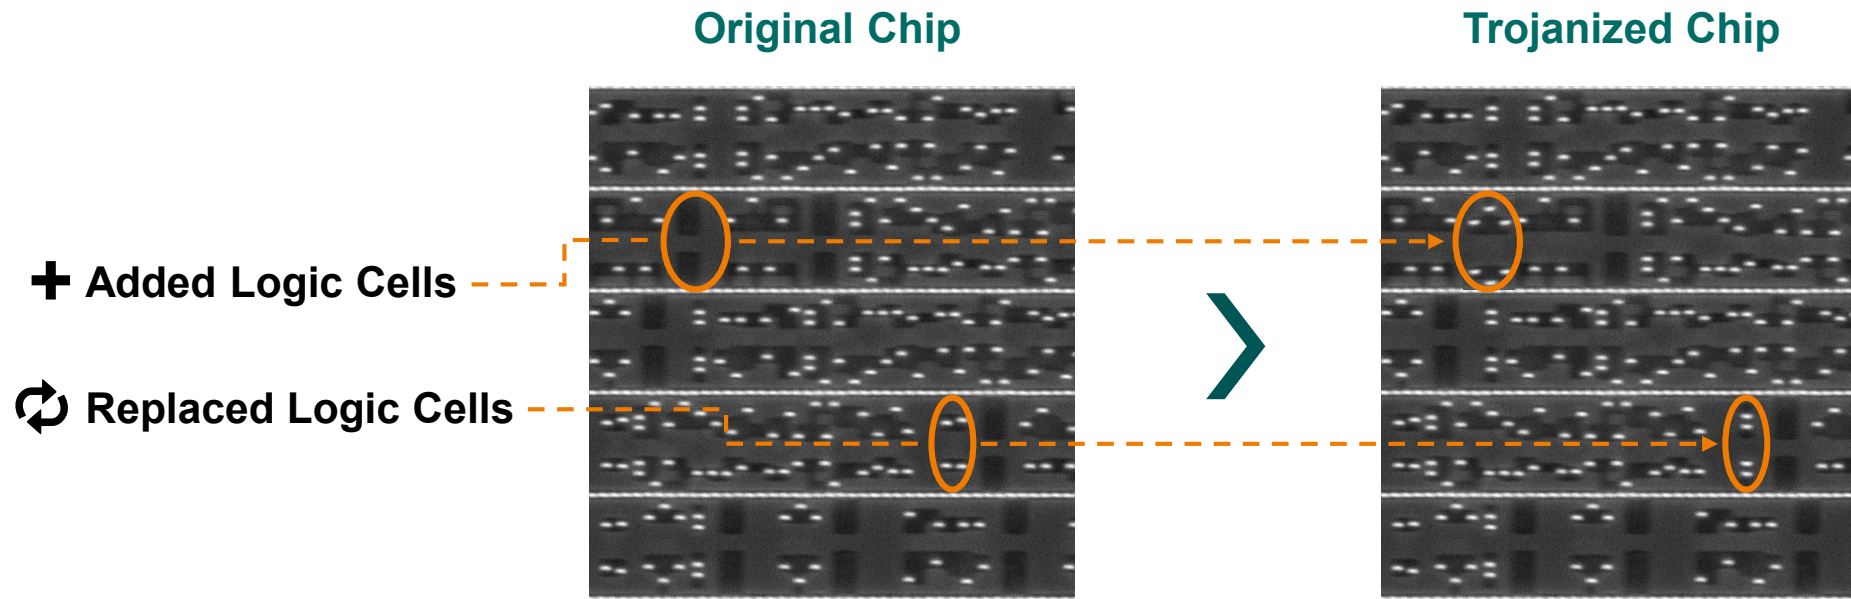 Original Chip
Trojanized Chip
Added Logic Cells
Replaced Logic Cells